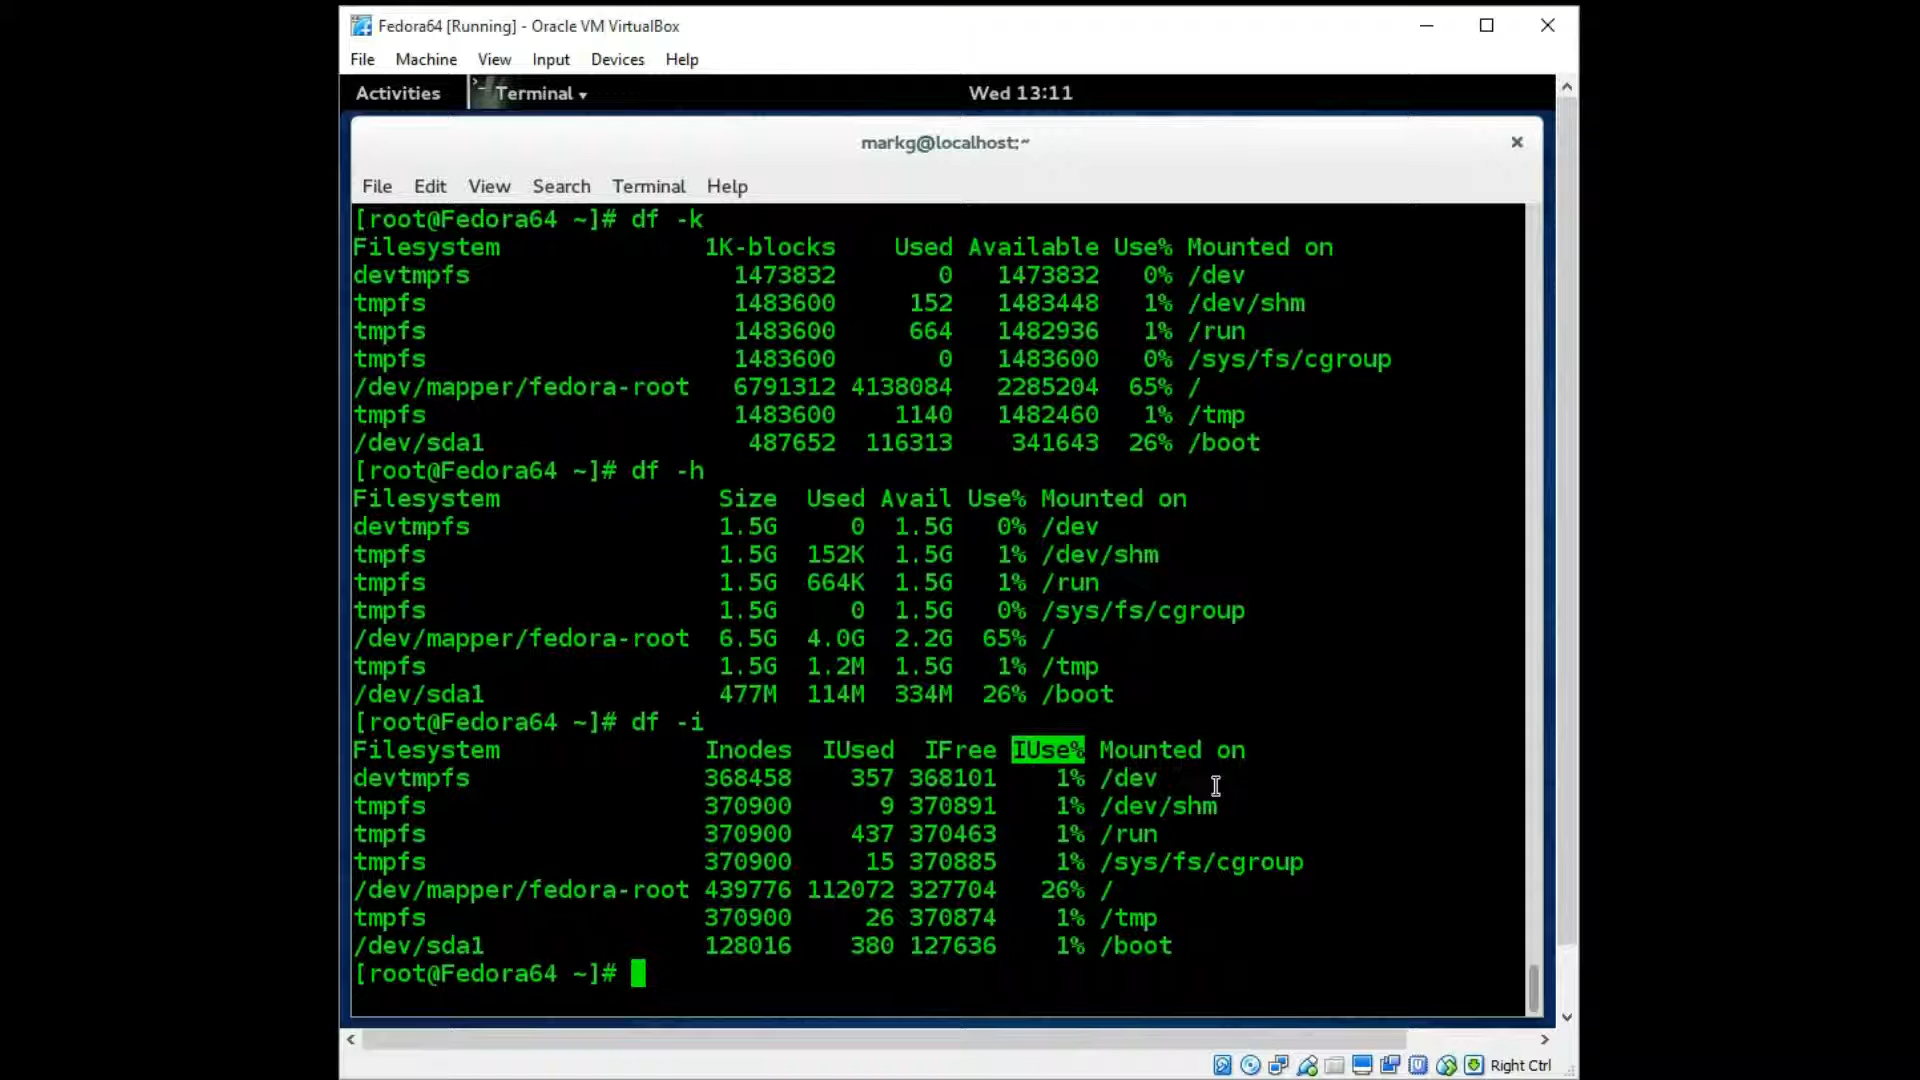 Fedora64 [Running] - Oracle VM VirtualBox
File Machine View Input Devices Help
Activities Terminal Wed 13:11
markg@localhost:~
File Edit View Search Terminal Help
[root@Fedora64 ~]# df -k
Filesystem 1K-blocks Used Available Use% Mounted on
devtmpfs 1473832 0 1473832 0% /dev
tmpfs 1483600 152 1483448 1% /dev/shm
tmpfs 1483600 664 1482936 1% /run
tmpfs 1483600 0 1483600 0% /sys/fs/cgroup
/dev/mapper/fedora-root 6791312 4138084 2285204 65% /
tmpfs 1483600 1140 1482460 1% /tmp
/dev/sda1 487652 116313 341643 26% /boot
[root@Fedora64 ~]# df -h
Filesystem Size Used Avail Use% Mounted on
devtmpfs 1.5G 0 1.5G 0% /dev
tmpfs 1.5G 152K 1.5G 1% /dev/shm
tmpfs 1.5G 664K 1.5G 1% /run
tmpfs 1.5G 0 1.5G 0% /sys/fs/cgroup
/dev/mapper/fedora-root 6.5G 4.0G 2.2G 65% /
tmpfs 1.5G 1.2M 1.5G 1% /tmp
/dev/sda1 477M 114M 334M 26% /boot
[root@Fedora64 ~]# df -i
Filesystem Inodes IUsed IFree IUse% Mounted on
devtmpfs 368458 357 368101 1% /dev
tmpfs 370900 9 370891 1% /dev/shm
tmpfs 370900 437 370463 1% /run
tmpfs 370900 15 370885 1% /sys/fs/cgroup
/dev/mapper/fedora-root 439776 112072 327704 26% /
tmpfs 370900 26 370874 1% /tmp
/dev/sda1 128016 380 127636 1% /boot
[root@Fedora64 ~]#
Right Ctrl